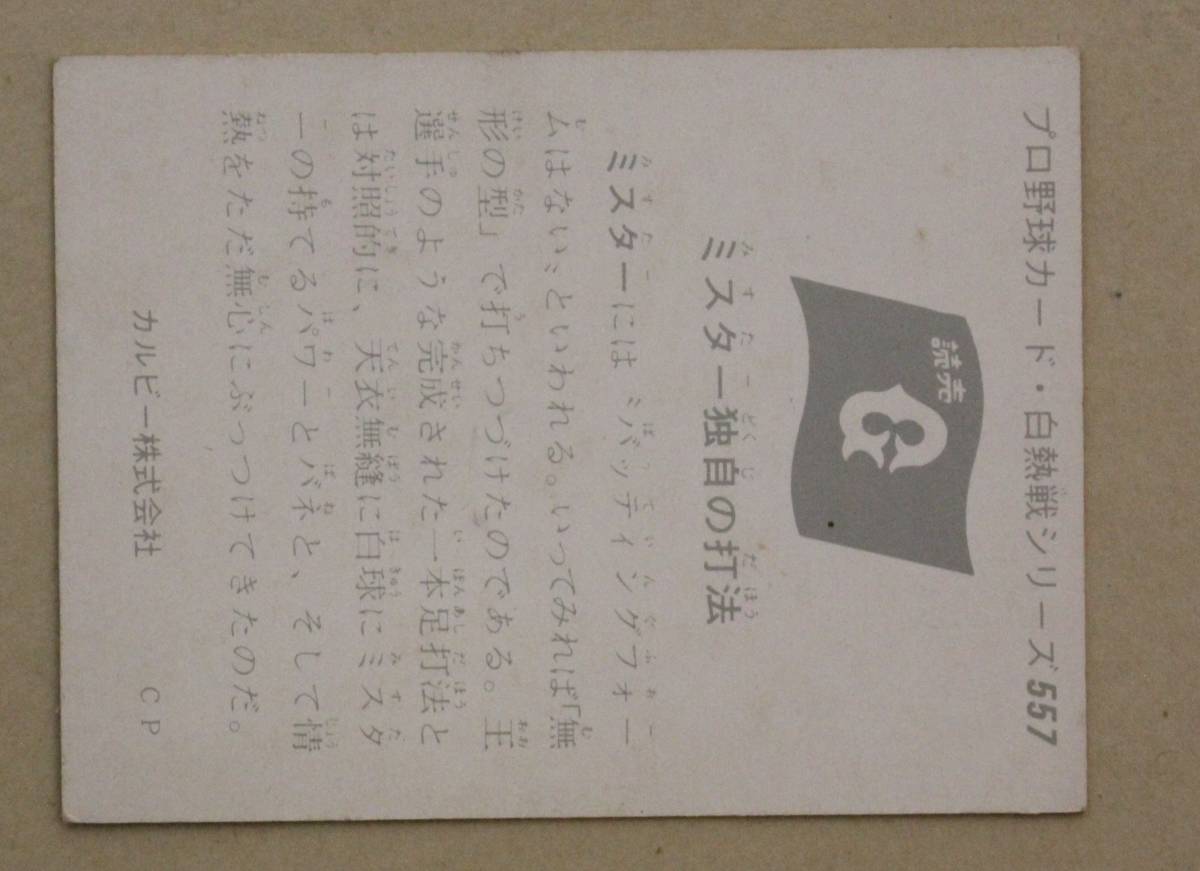 プロ野球カード・白熱戦シリーズ557
読売
G
ミスター独自の打法
ミスターには〝バッティングフォー
ムはない〟といわれる。いってみれば「無
形の型」で打ちつづけたのである。王
選手のような完成された一本足打法と
は対照的に、天衣無縫に白球にミスタ
ーの持てるパワーとバネと、そして情
熱をただ無心にぶっつけてきたのだ。
カルビー株式会社 CP